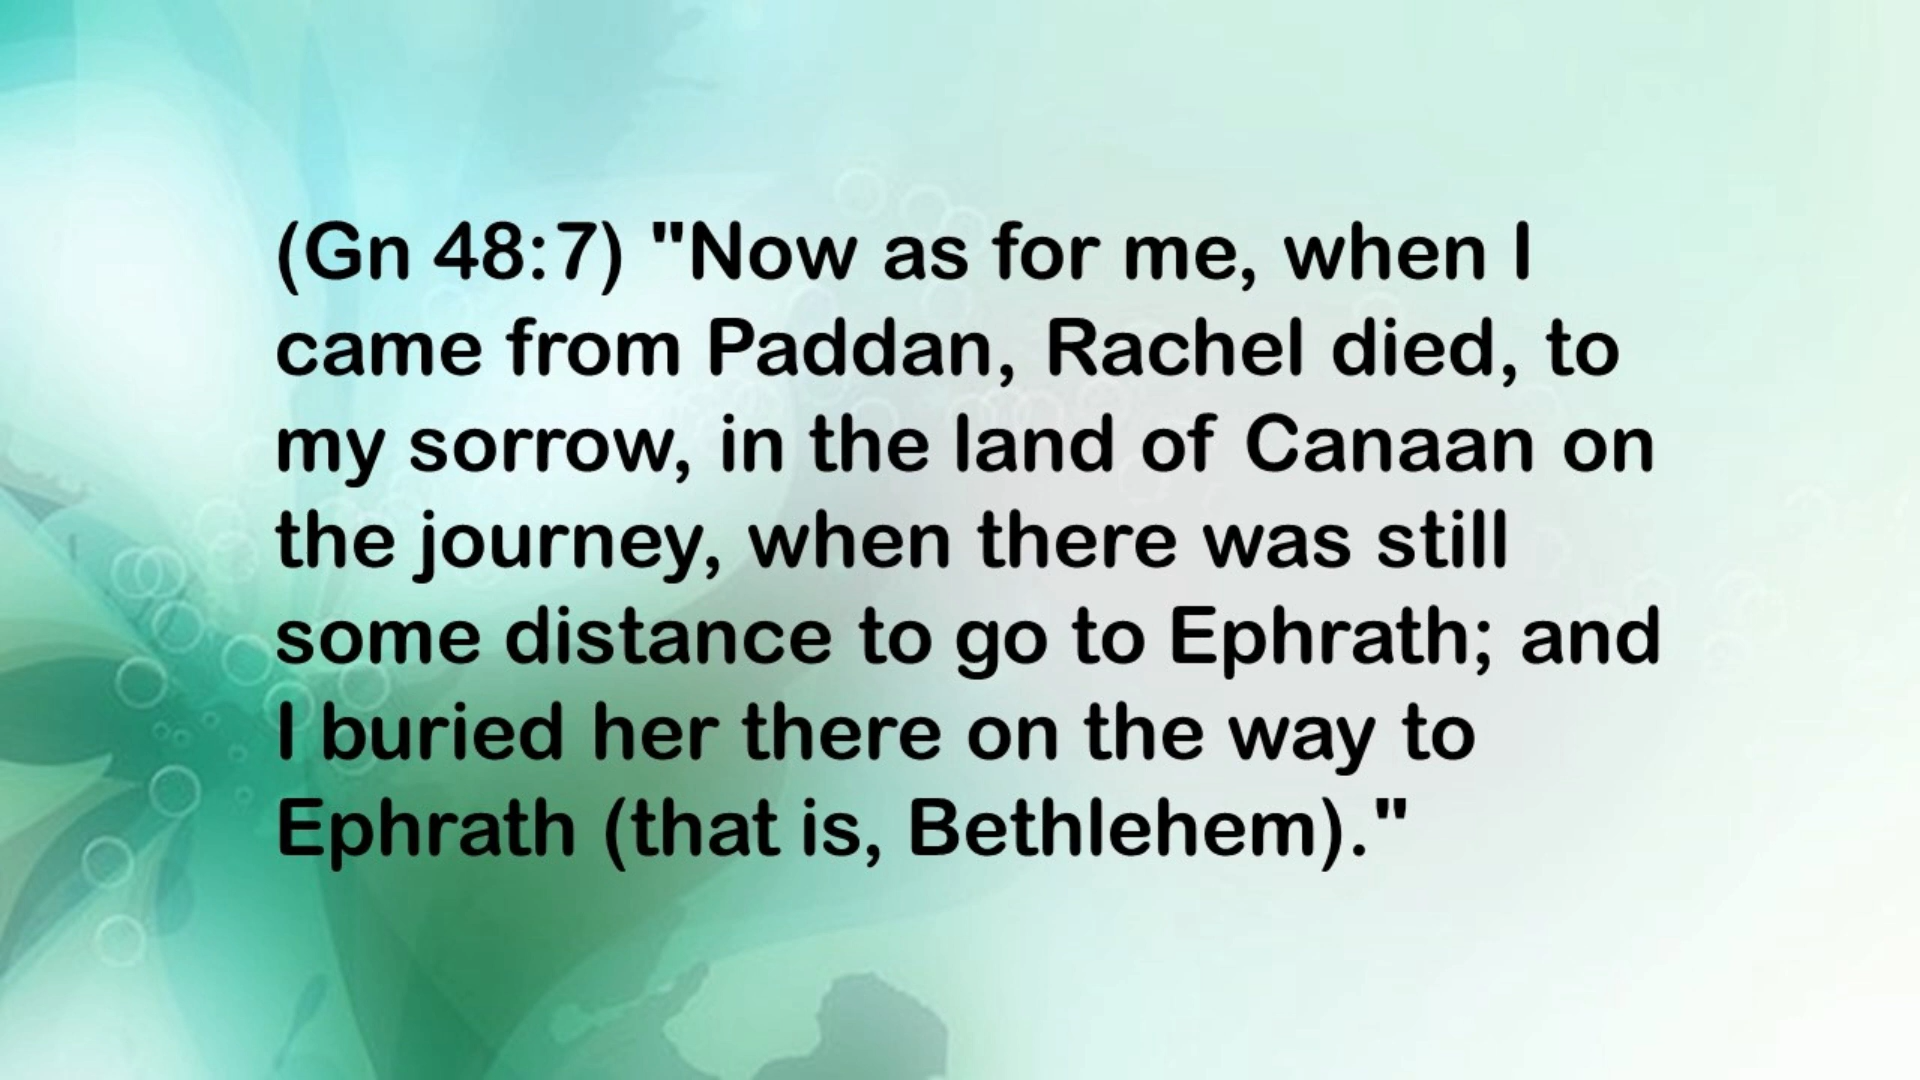 (Gn 48:7) "Now as for me, when I
came from Paddan, Rachel died, to
my sorrow, in the land of Canaan on
the journey, when there was still
some distance to go to Ephrath; and
I buried her there on the way to
Ephrath (that is, Bethlehem)."